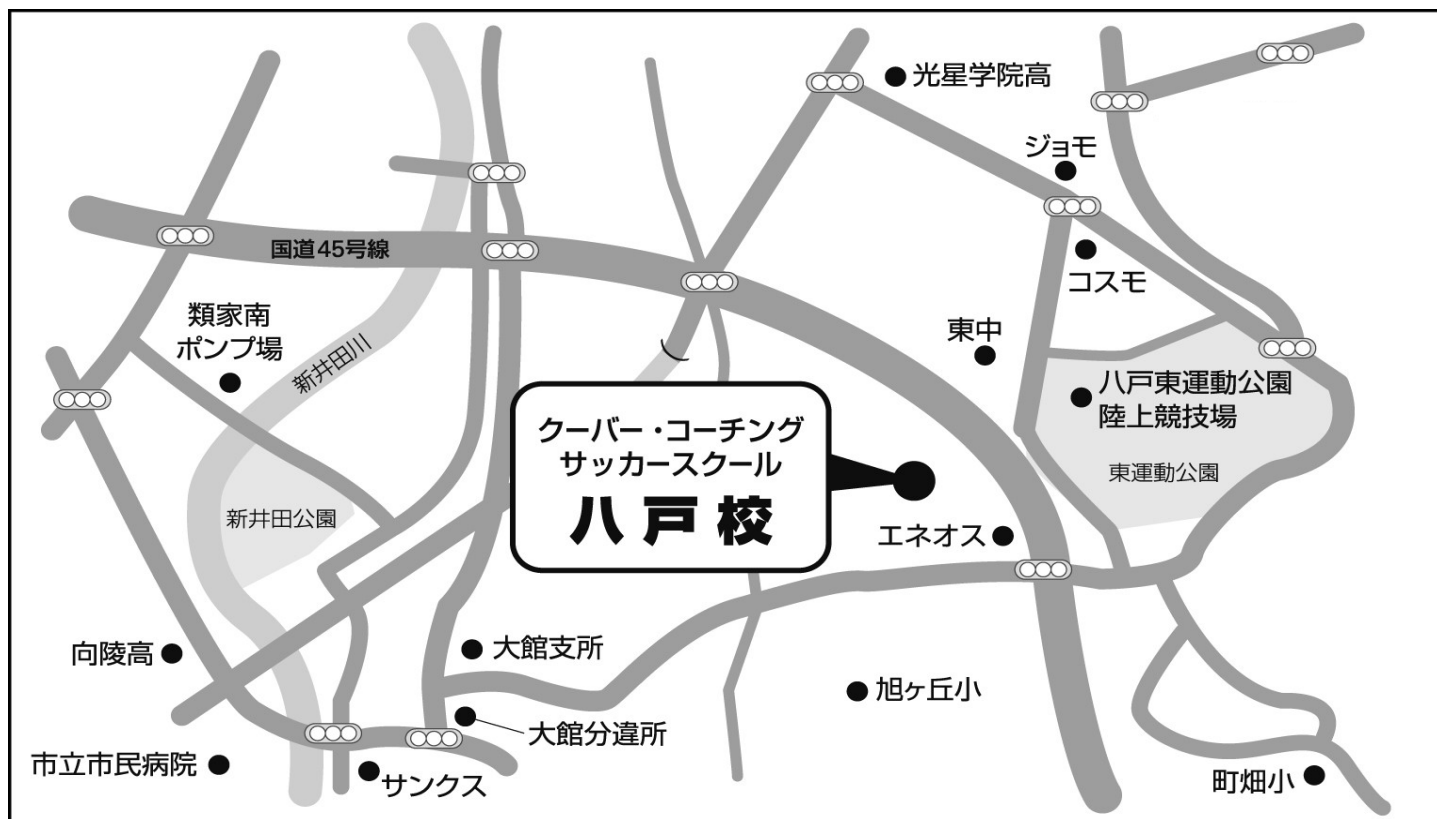 光星学院高
ジョモ
国道45号線
コスモ
類家南
ポンプ場
新井田川
東中
八戸東運動公園
陸上競技場
クーバー・コーチング
サッカースクール
八戸校
東運動公園
新井田公園
エネオス
向陵高
大館支所
旭ヶ丘小
大館分遣所
市立市民病院
サンクス
町畑小